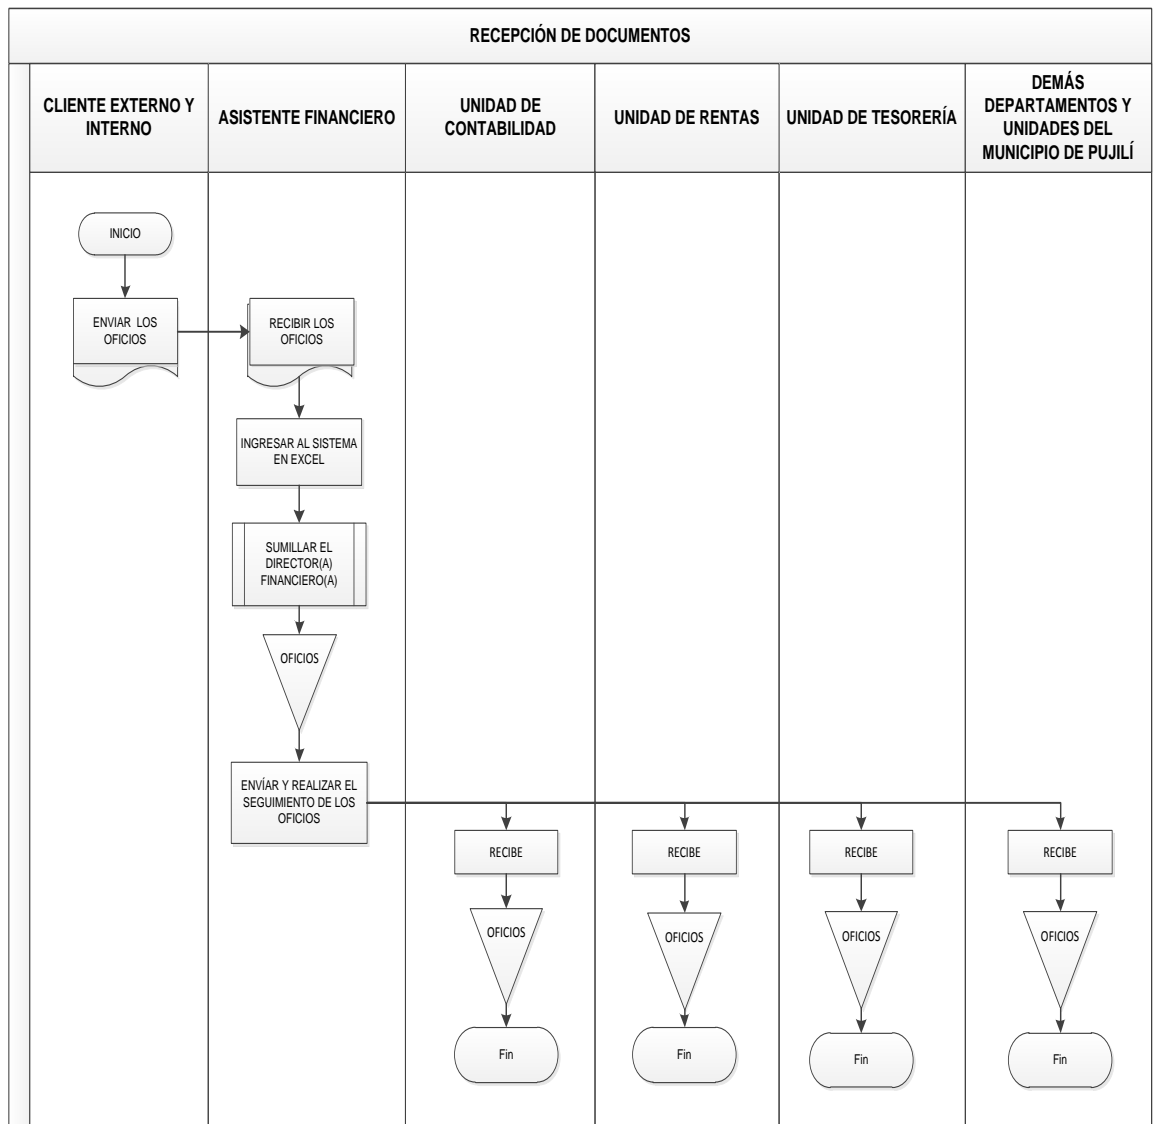 RECEPCIÓN DE DOCUMENTOS
CLIENTE EXTERNO Y
INTERNO
ASISTENTE FINANCIERO
UNIDAD DE
CONTABILIDAD
UNIDAD DE RENTAS
UNIDAD DE TESORERÍA
DEMÁS
DEPARTAMENTOS Y
UNIDADES DEL
MUNICIPIO DE PUJILÍ
INICIO
ENVIAR LOS
OFICIOS
RECIBIR LOS
OFICIOS
INGRESAR AL SISTEMA
EN EXCEL
SUMILLAR EL
DIRECTOR(A)
FINANCIERO(A)
OFICIOS
ENVÍAR Y REALIZAR EL
SEGUIMIENTO DE LOS
OFICIOS
RECIBE
RECIBE
RECIBE
RECIBE
OFICIOS
OFICIOS
OFICIOS
OFICIOS
Fin
Fin
Fin
Fin